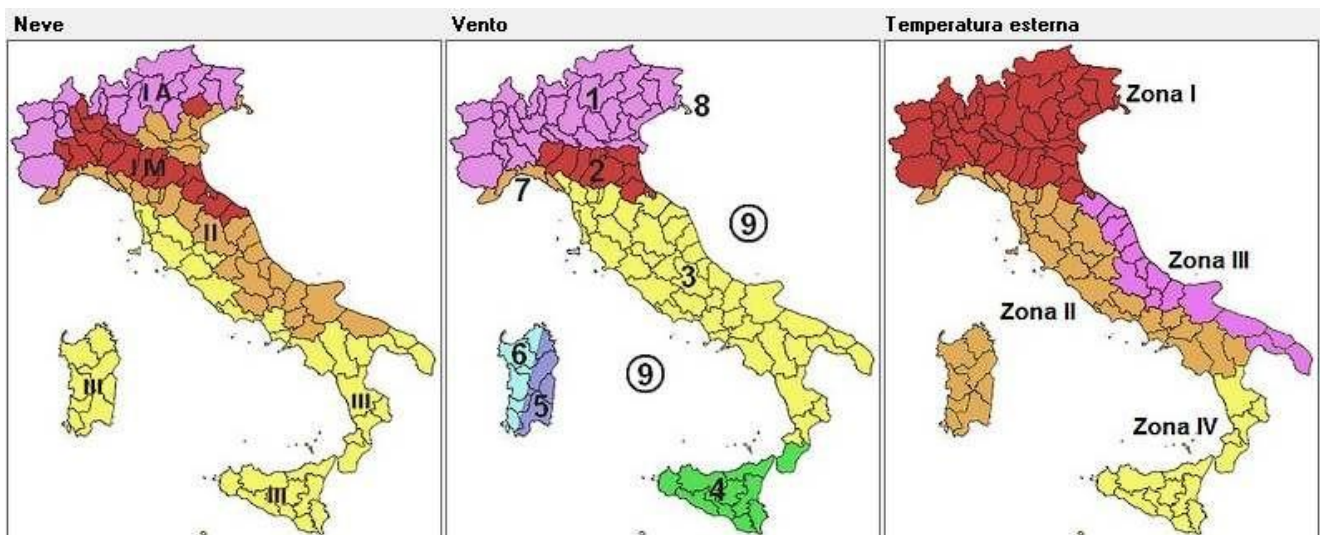 Neve
I A
I M
II
III
III
III
Vento
1
8
2
7
9
3
6
9
5
4
Temperatura esterna
Zona I
Zona III
Zona II
Zona IV